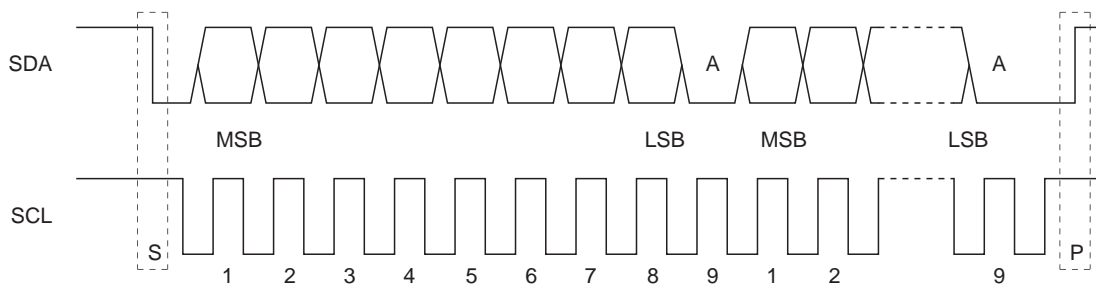 SDA A A
MSB LSB MSB LSB
SCL
S P
1 2 3 4 5 6 7 8 9 1 2 9